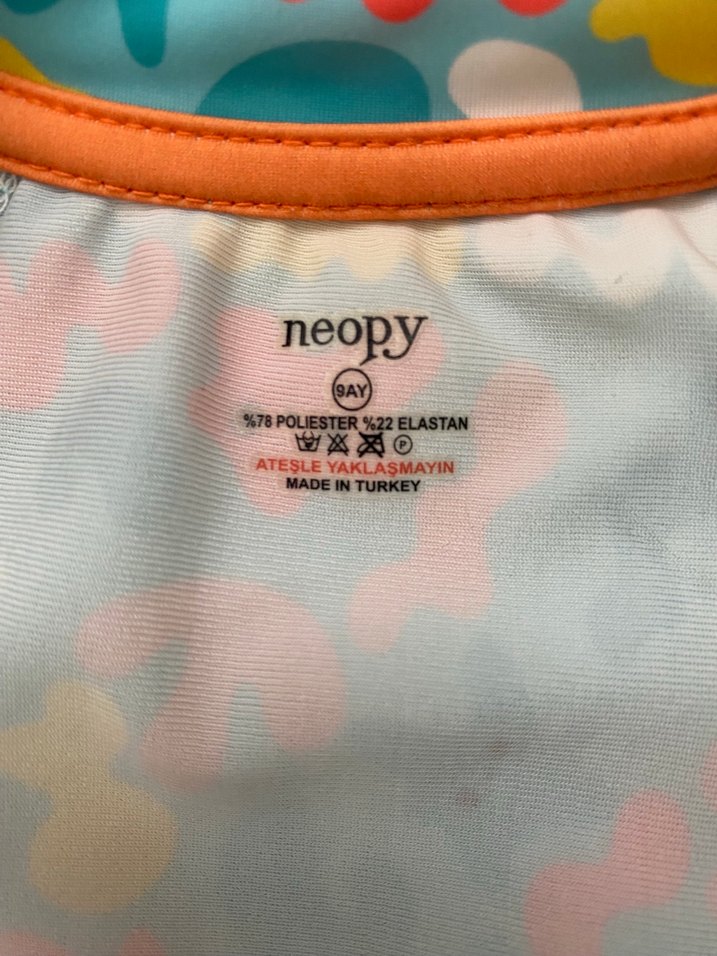 neopy
9AY
%78 POLIESTER %22 ELASTAN
P
ATEŞLE YAKLAŞMAYIN
MADE IN TURKEY